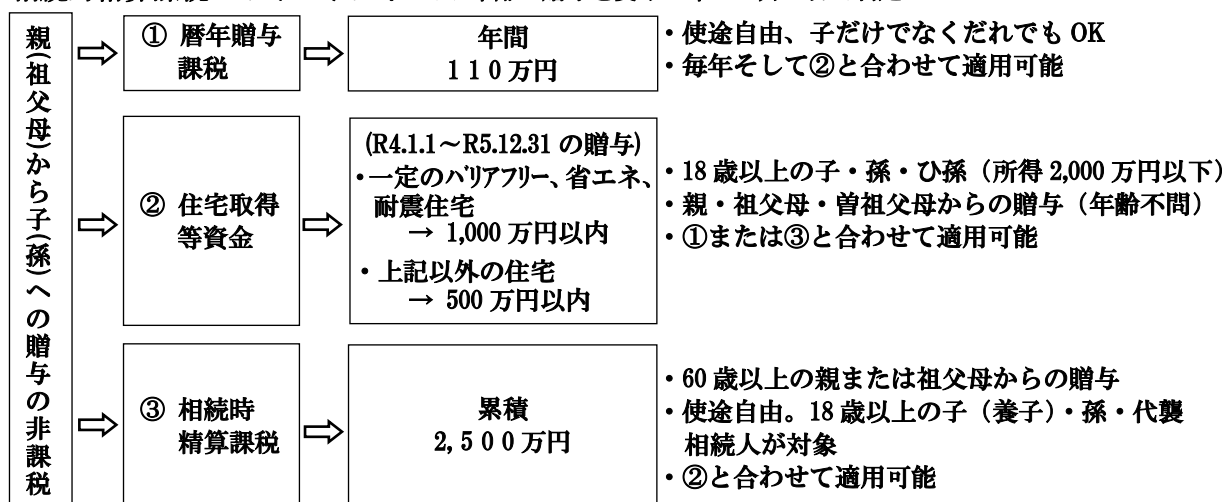 親(祖父母)から子(孫)への贈与の非課税
① 暦年贈与
課税
年間
110万円
・使途自由、子だけでなくだれでも OK
・毎年そして②と合わせて適用可能
② 住宅取得
等資金
(R4.1.1~R5.12.31 の贈与)
・一定のバリアフリー、省エネ、
耐震住宅
→ 1,000 万円以内
・上記以外の住宅
→ 500 万円以内
・18 歳以上の子・孫・ひ孫（所得 2,000 万円以下）
・親・祖父母・曽祖父母からの贈与（年齢不問）
・①または③と合わせて適用可能
③ 相続時
精算課税
累積
2,500万円
・60 歳以上の親または祖父母からの贈与
・使途自由。18 歳以上の子（養子）・孫・代襲
相続人が対象
・②と合わせて適用可能